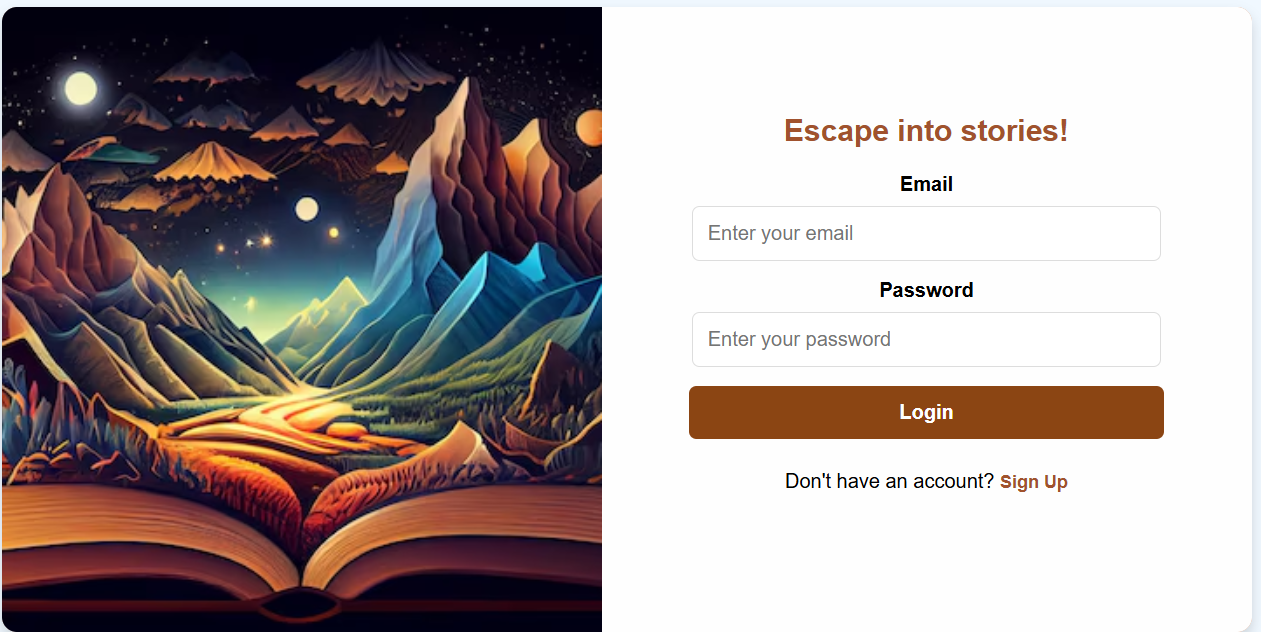 Escape into stories!
Email
Enter your email
Password
Enter your password
Login
Don't have an account? Sign Up